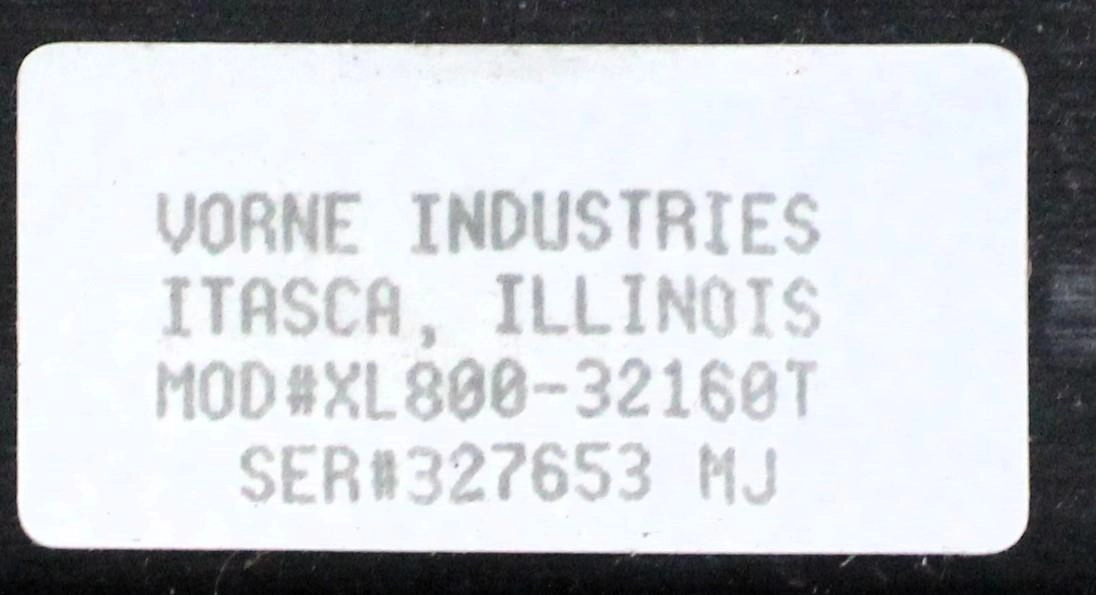 VORNE INDUSTRIES
ITASCA, ILLINOIS
MOD#XL800-32160T
SER#327653 MJ